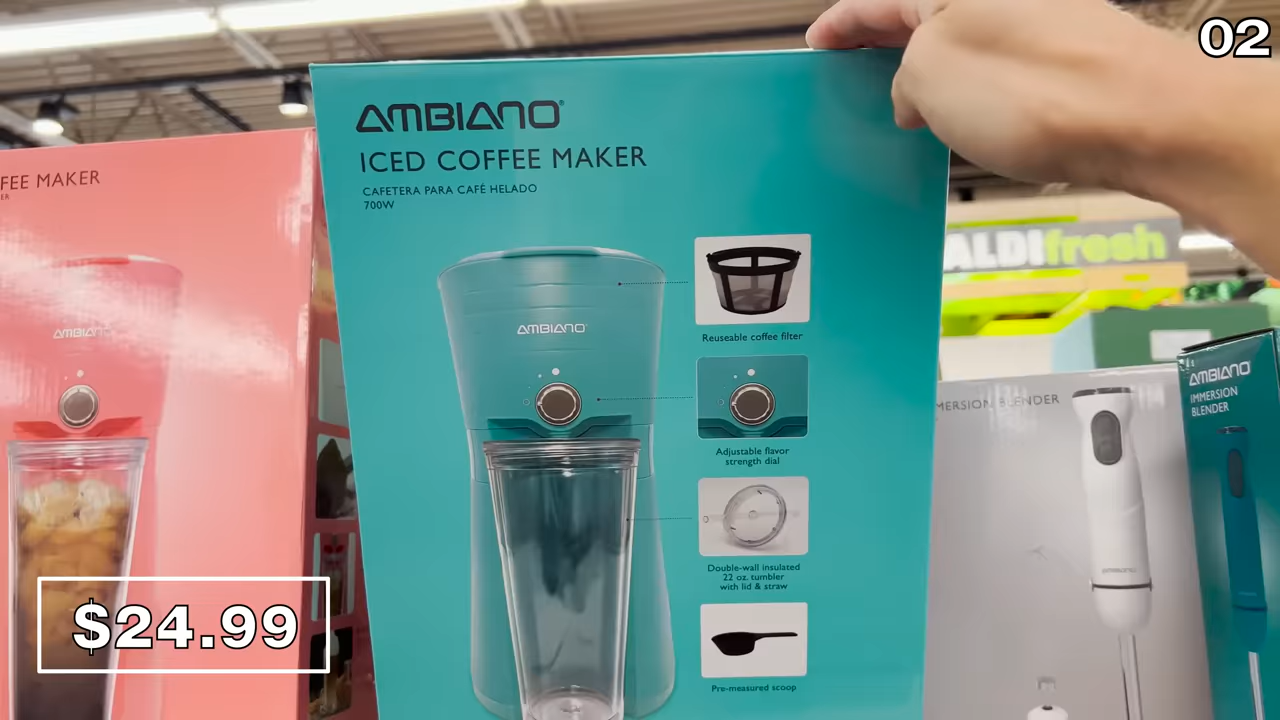 02
AMBIANO®
ICED COFFEE MAKER
CAFETERA PARA CAFÉ HELADO
700W
AMBIANO
Reuseable coffee filter
Adjustable flavor
strength dial
Double-wall insulated
22 oz. tumbler
with lid & straw
Pre-measured scoop
FEE MAKER
ER
AMBIANO
$24.99
ALDIfresh
MERSION BLENDER
AMBIANO
AMBIANO
IMMERSION
BLENDER